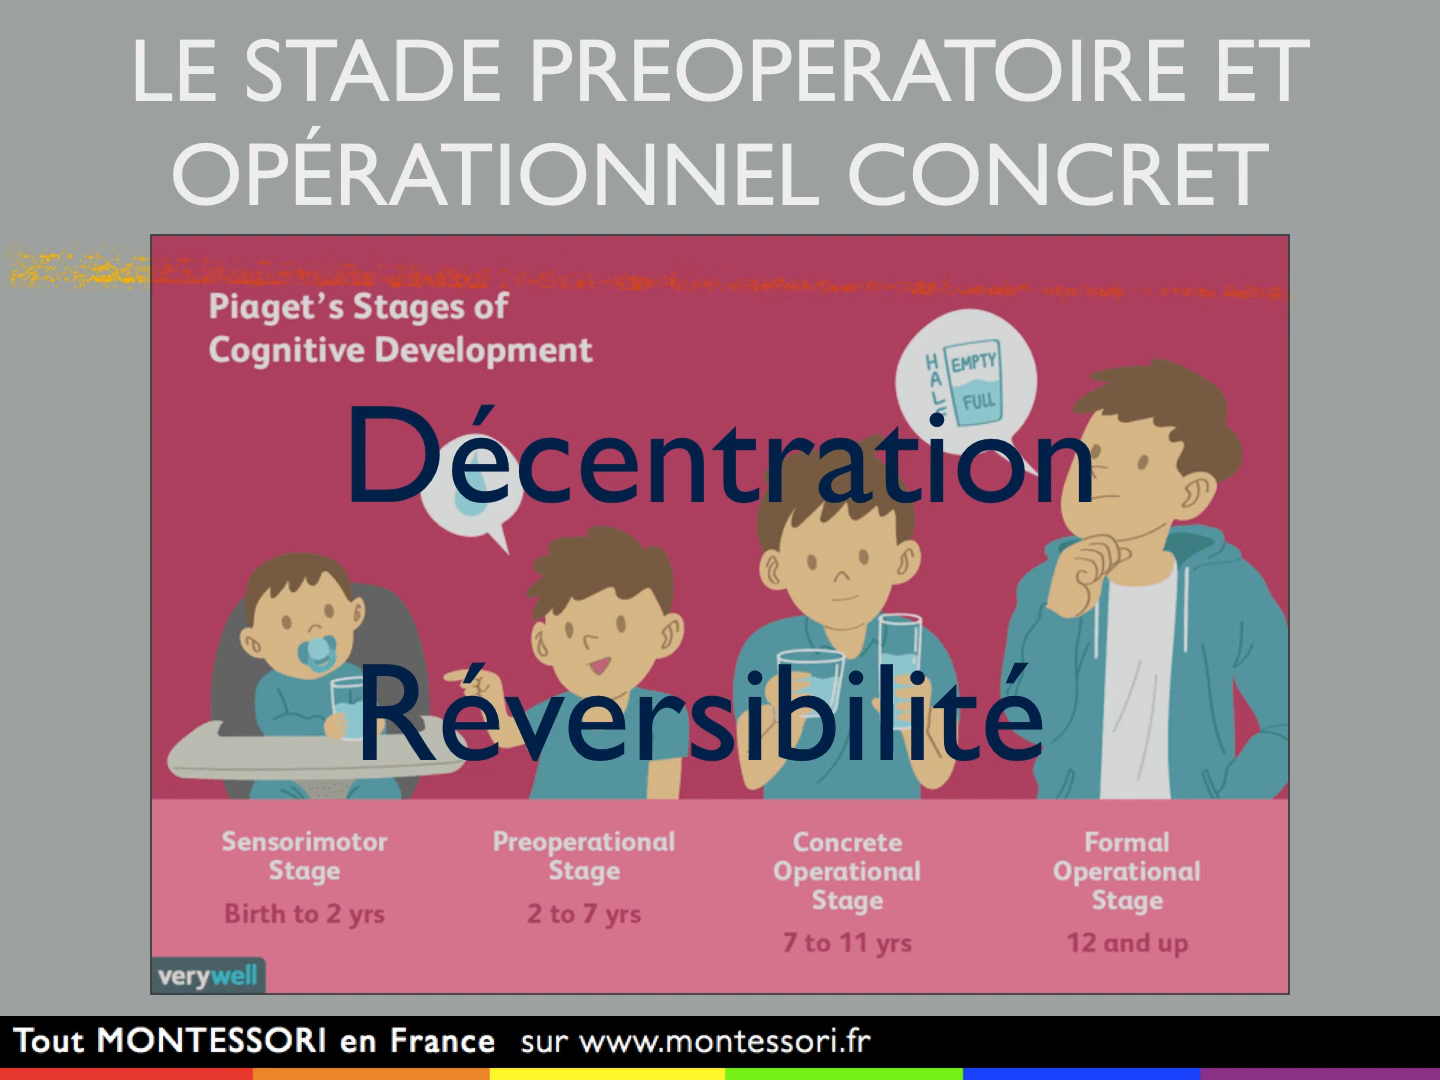 LE STADE PREOPERATOIRE ET
OPÉRATIONNEL CONCRET
Piaget's Stages of
Cognitive Development
HALF
EMPTY
FULL
Décentration
Réversibilité
Sensorimotor
Stage
Birth to 2 yrs
Preoperational
Stage
2 to 7 yrs
Concrete
Operational
Stage
7 to 11 yrs
Formal
Operational
Stage
12 and up
verywell
Tout MONTESSORI en France sur www.montessori.fr